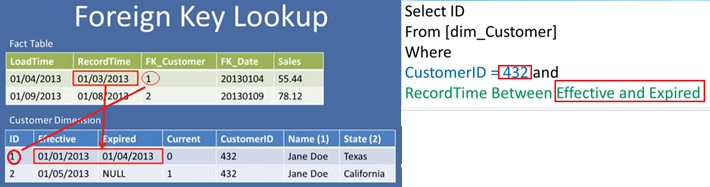 Foreign Key Lookup
Fact Table
LoadTime RecordTime FK_Customer FK_Date Sales
01/04/2013 01/03/2013 1 20130104 55.44
01/09/2013 01/08/2013 2 20130109 78.12
Customer Dimension
ID Effective Expired Current CustomerID Name (1) State (2)
1 01/01/2013 01/04/2013 0 432 Jane Doe Texas
2 01/05/2013 NULL 1 432 Jane Doe California
Select ID
From [dim_Customer]
Where
CustomerID = 432 and
RecordTime Between Effective and Expired